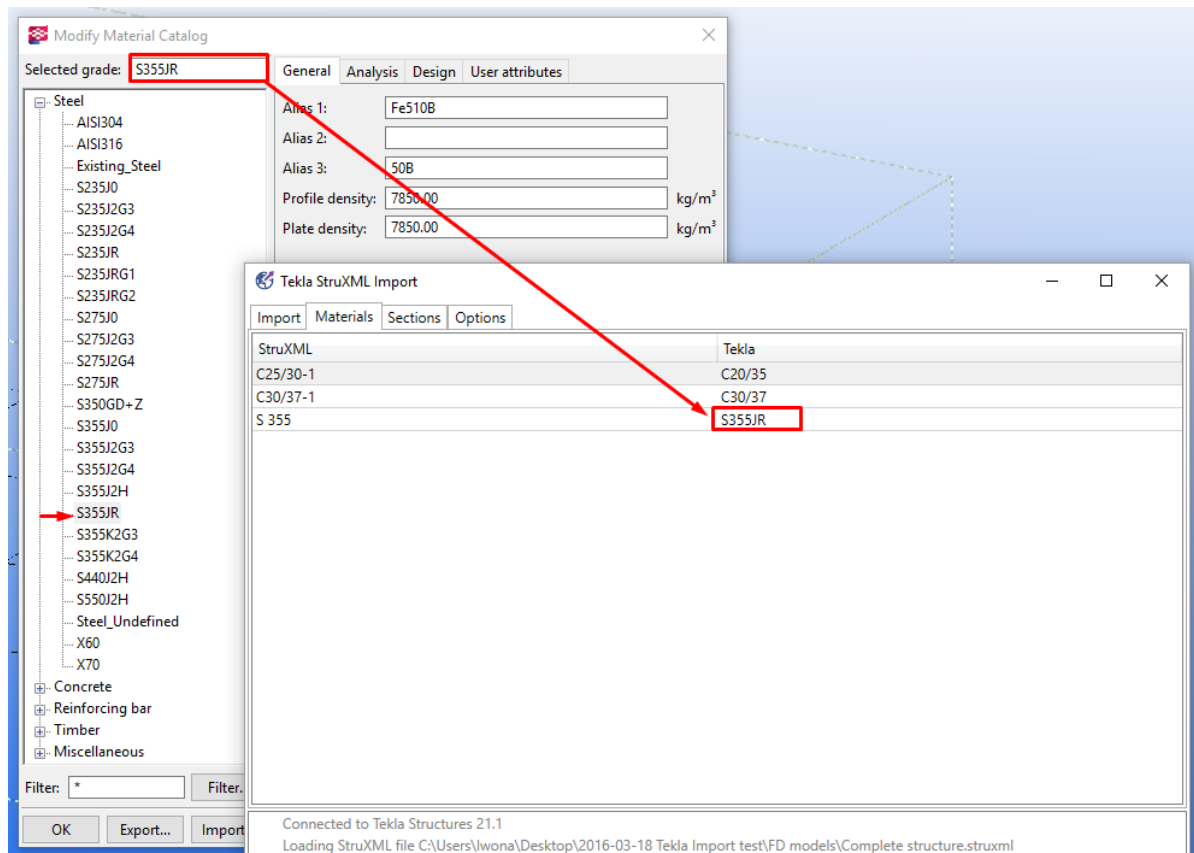 Modify Material Catalog
Selected grade: S355JR
General Analysis Design User attributes
Steel
AISI304
AISI316
Existing_Steel
S235J0
S235J2G3
S235J2G4
S235JR
S235JRG1
S235JRG2
S275J0
S275J2G3
S275J2G4
S275JR
S350GD+Z
S355J0
S355J2G3
S355J2G4
S355J2H
S355JR
S355K2G3
S355K2G4
S440J2H
S550J2H
Steel_Undefined
X60
X70
Concrete
Reinforcing bar
Timber
Miscellaneous
Filter: * Filter.
OK Export... Import
Alias 1: Fe510B
Alias 2:
Alias 3: 50B
Profile density: 7850.00 kg/m³
Plate density: 7850.00 kg/m³
Tekla StruXML Import
Import Materials Sections Options
StruXML Tekla
C25/30-1 C20/35
C30/37-1 C30/37
S 355 S355JR
Connected to Tekla Structures 21.1
Loading StruXML file C:\Users\Iwona\Desktop\2016-03-18 Tekla Import test\FD models\Complete structure.struxml